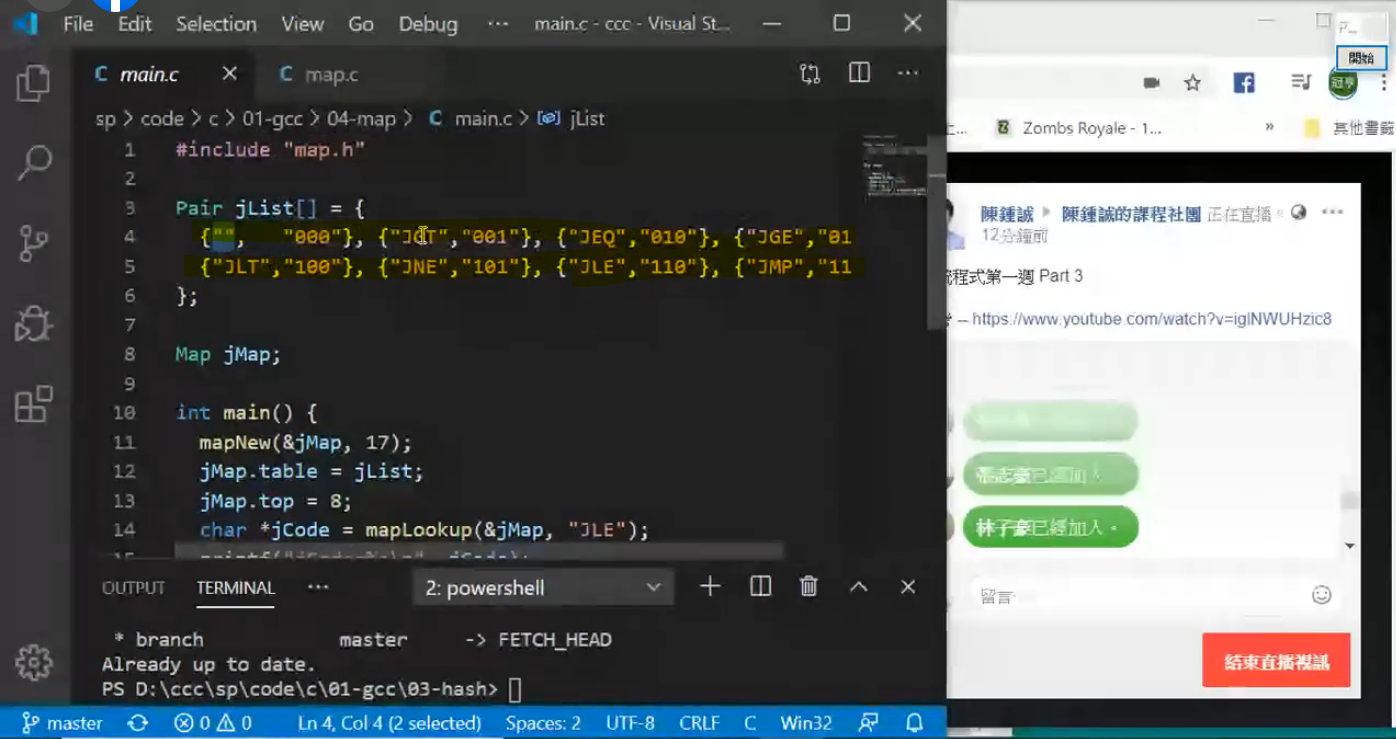 File Edit Selection View Go Debug ··· main.c - ccc - Visual St...
main.c map.c
sp > code > c > 01-gcc > 04-map > C main.c > jList
1 #include "map.h"
2
3 Pair jList[] = {
4 {"", "000"}, {"JGT","001"}, {"JEQ","010"}, {"JGE","01
5 {"JLT","100"}, {"JNE","101"}, {"JLE","110"}, {"JMP","11
6 };
7
8 Map jMap;
9
10 int main() {
11 mapNew(&jMap, 17);
12 jMap.table = jList;
13 jMap.top = 8;
14 char *jCode = mapLookup(&jMap, "JLE");
OUTPUT TERMINAL ··· 2: powershell
* branch master -> FETCH_HEAD
Already up to date.
PS D:\ccc\sp\code\c\01-gcc\03-hash>
master 0 0 Ln 4, Col 4 (2 selected) Spaces: 2 UTF-8 CRLF C Win32
P...
開始
冠亨
Zombs Royale - 1... » 其他書籤
陳鍾誠 陳鍾誠的課程社團 正在直播。
12分鐘前
程式第一週 Part 3
-- https://www.youtube.com/watch?v=iglNWUHzic8
林子豪已經加入。
留言
結束直播視訊